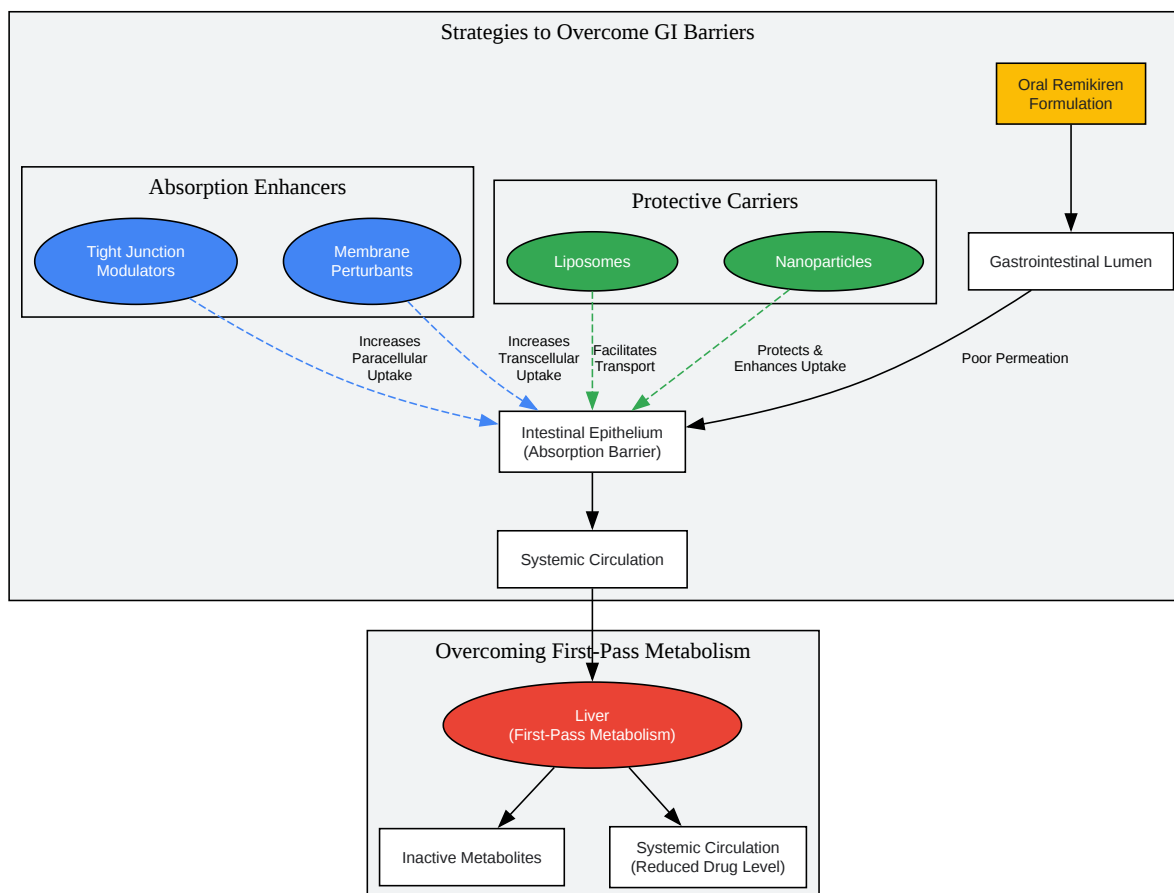 Strategies to Overcome GI Barriers
Oral Remikiren
Formulation
Absorption Enhancers
Protective Carriers
Tight Junction
Modulators
Membrane
Perturbants
Liposomes
Nanoparticles
Gastrointestinal Lumen
Increases
Paracellular
Uptake
Increases
Transcellular
Uptake
Facilitates
Transport
Protects &
Enhances Uptake
Poor Permeation
Intestinal Epithelium
(Absorption Barrier)
Systemic Circulation
Overcoming First-Pass Metabolism
Liver
(First-Pass Metabolism)
Inactive Metabolites
Systemic Circulation
(Reduced Drug Level)